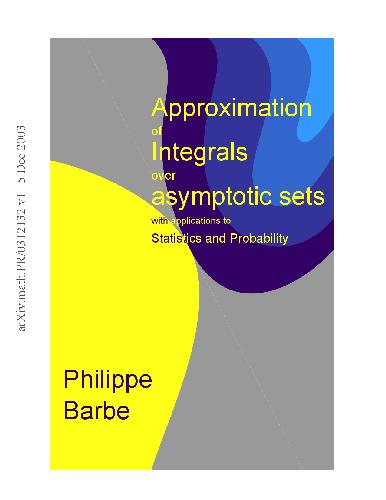 Approximation
of
Integrals
over
asymptotic sets
with applications to
Statistics and Probability
Philippe
Barbe
arXiv:math.PR/0312132 v1 5 Dec 2003